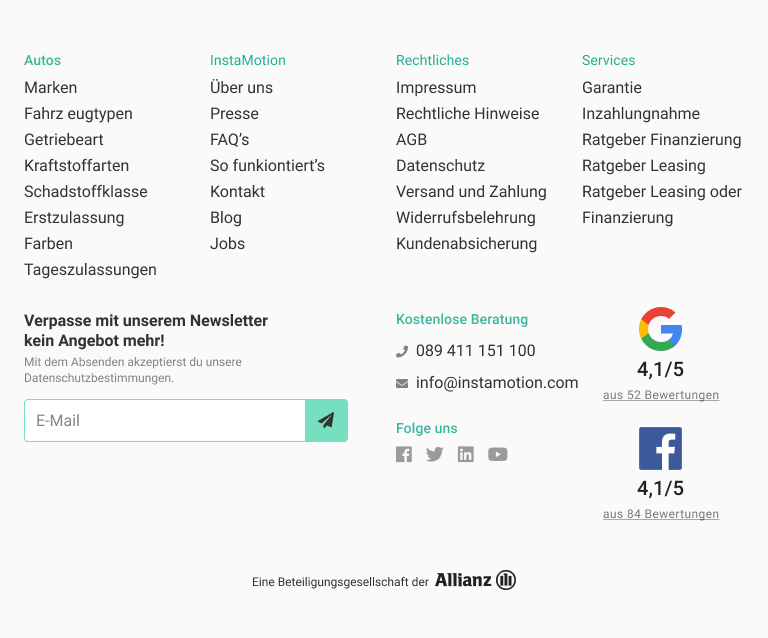 Autos
Marken
Fahrz eugtypen
Getriebeart
Kraftstoffarten
Schadstoffklasse
Erstzulassung
Farben
Tageszulassungen
InstaMotion
Über uns
Presse
FAQ’s
So funkiontiert’s
Kontakt
Blog
Jobs
Rechtliches
Impressum
Rechtliche Hinweise
AGB
Datenschutz
Versand und Zahlung
Widerrufsbelehrung
Kundenabsicherung
Services
Garantie
Inzahlungnahme
Ratgeber Finanzierung
Ratgeber Leasing
Ratgeber Leasing oder
Finanzierung
Verpasse mit unserem Newsletter
kein Angebot mehr!
Mit dem Absenden akzeptierst du unsere
Datenschutzbestimmungen.
E-Mail
Kostenlose Beratung
089 411 151 100
info@instamotion.com
Folge uns
4,1/5
aus 52 Bewertungen
4,1/5
aus 84 Bewertungen
Eine Beteiligungsgesellschaft der Allianz